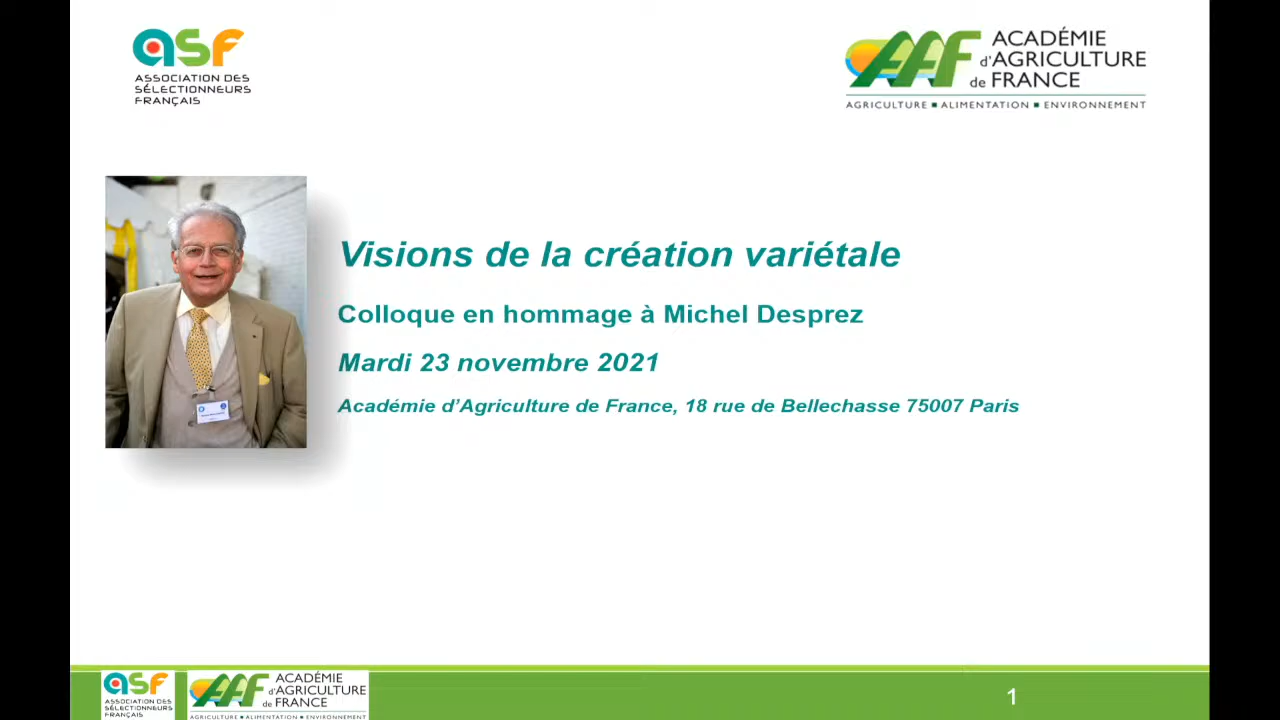 asf
ASSOCIATION DES
SÉLECTIONNEURS
FRANÇAIS
AAF
ACADÉMIE
d'AGRICULTURE
de FRANCE
AGRICULTURE ■ ALIMENTATION ■ ENVIRONNEMENT
Visions de la création variétale
Colloque en hommage à Michel Desprez
Mardi 23 novembre 2021
Académie d’Agriculture de France, 18 rue de Bellechasse 75007 Paris
asf
ASSOCIATION DES
SÉLECTIONNEURS
FRANÇAIS
AAF
ACADÉMIE
d'AGRICULTURE
de FRANCE
AGRICULTURE ■ ALIMENTATION ■ ENVIRONNEMENT
1